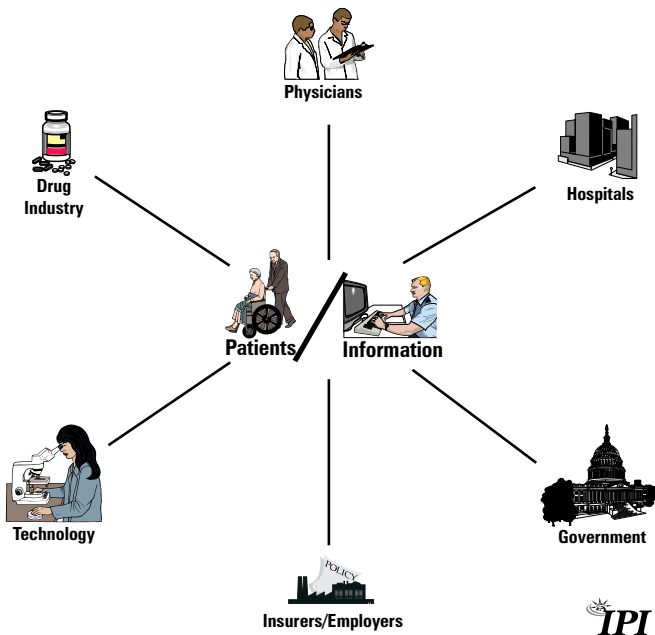 Physicians
Drug
Industry
Hospitals
Patients
Information
Technology
Government
POLICY
Insurers/Employers
IPI